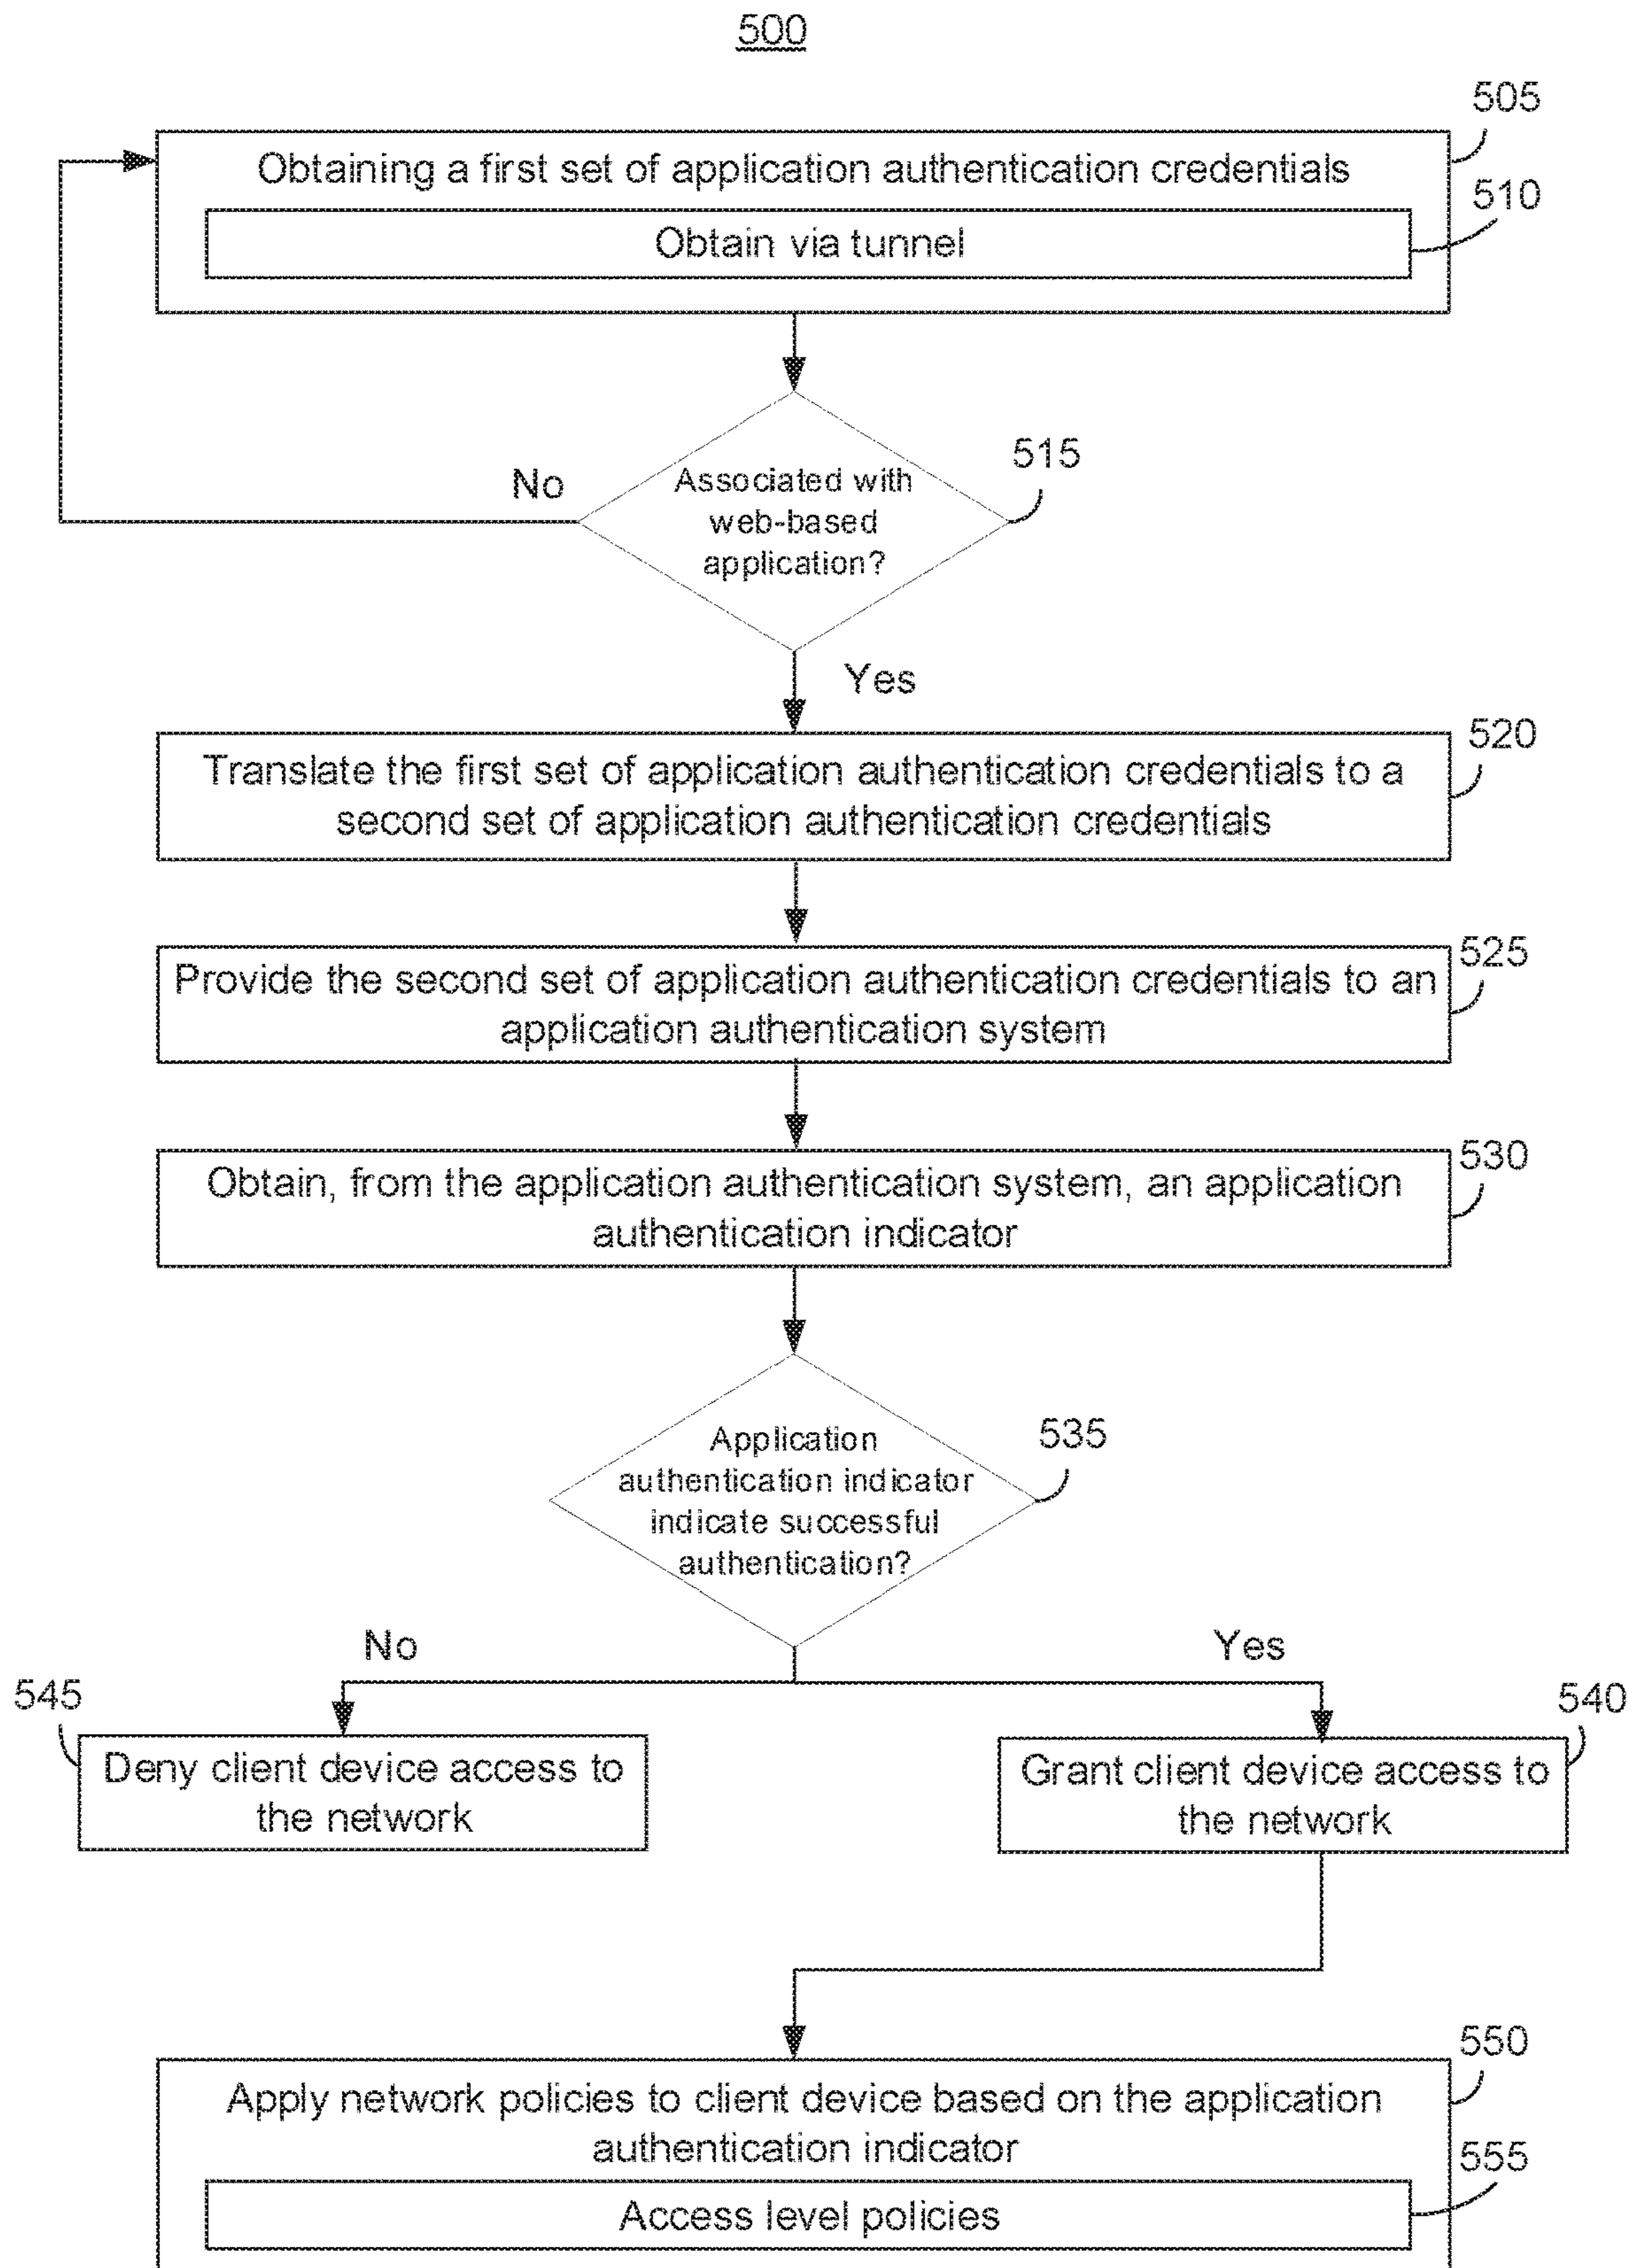 500
505
Obtaining a first set of application authentication credentials
510
Obtain via tunnel
515
No
Associated with
web-based
application?
Yes
520
Translate the first set of application authentication credentials to a
second set of application authentication credentials
525
Provide the second set of application authentication credentials to an
application authentication system
530
Obtain, from the application authentication system, an application
authentication indicator
535
Application
authentication indicator
indicate successful
authentication?
No
Yes
545
540
Deny client device access to
the network
Grant client device access to
the network
550
Apply network policies to client device based on the application
authentication indicator
555
Access level policies